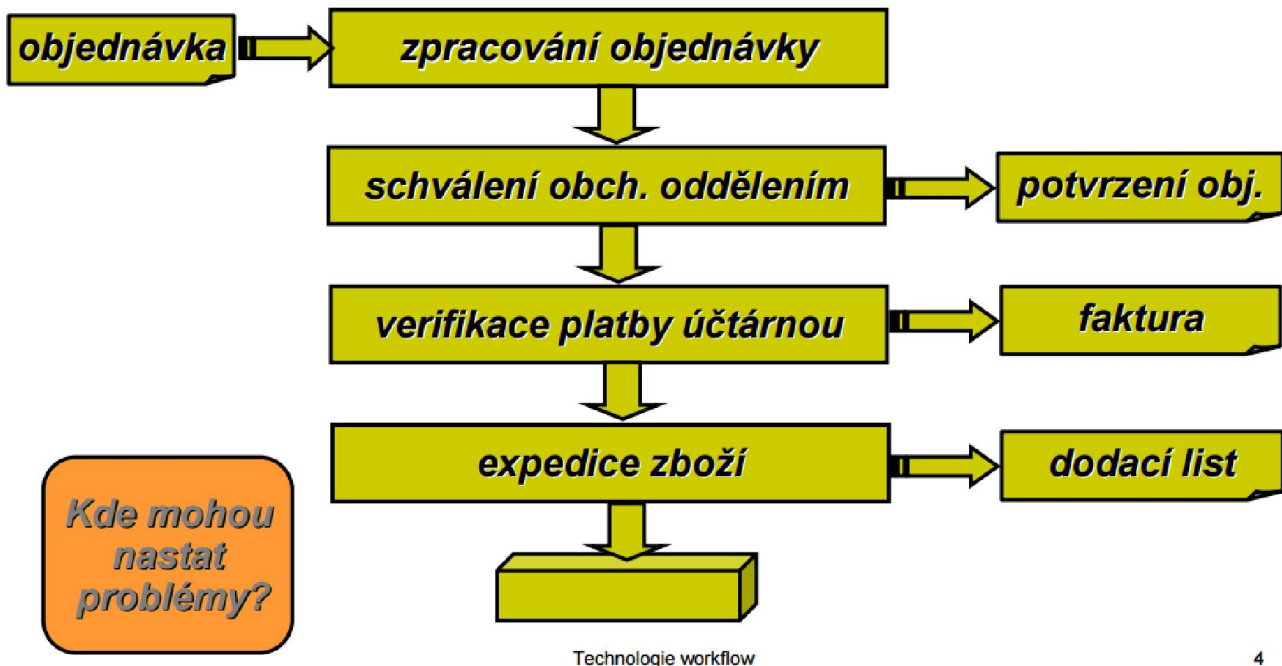 objednávka
zpracování objednávky
schválení obch. oddělením
potvrzení obj.
verifikace platby účtárnou
faktura
expedice zboží
dodací list
Kde mohou
nastat
problémy?
Technologie workflow
4